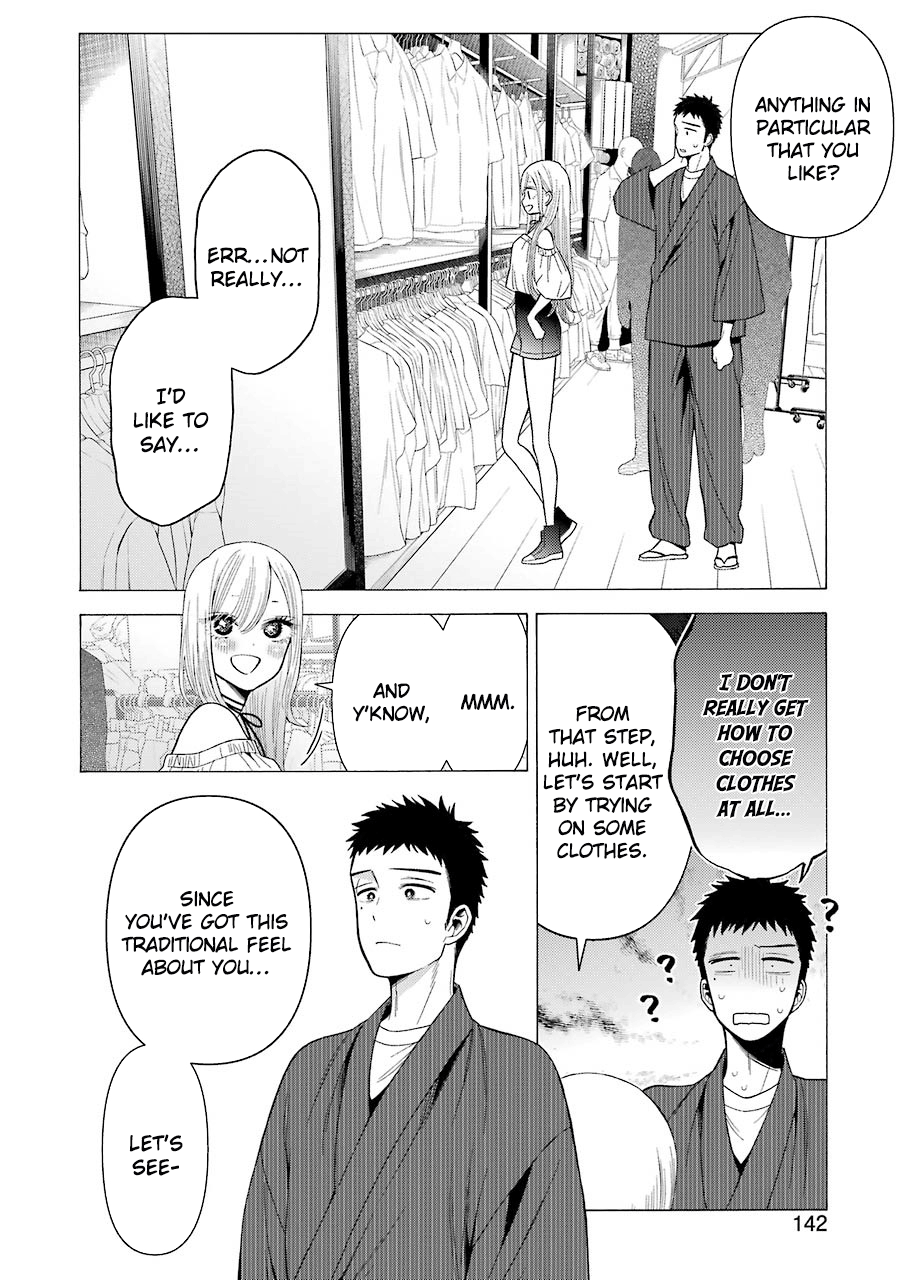 ANYTHING IN
PARTICULAR
THAT YOU
LIKE?
ERR...NOT
REALLY...
I'D
LIKE TO
SAY...
I DON'T
REALLY GET
HOW TO
CHOOSE
CLOTHES
AT ALL...
?
?
?
FROM
THAT STEP,
HUH. WELL,
LET'S START
BY TRYING
ON SOME
CLOTHES.
MMM.
AND
Y'KNOW,
SINCE
YOU'VE GOT THIS
TRADITIONAL FEEL
ABOUT YOU...
LET'S
SEE-
142